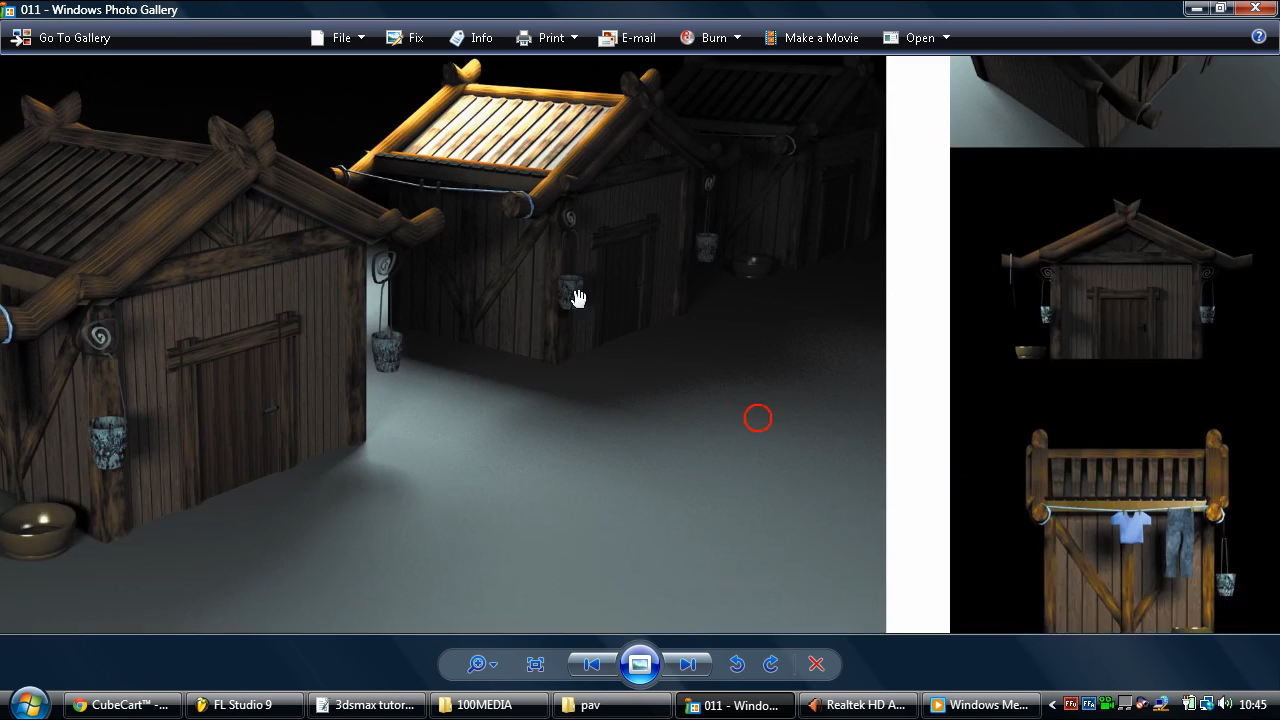 011 - Windows Photo Gallery
Go To Gallery File Fix Info Print E-mail Burn Make a Movie Open
CubeCart™ -... FL Studio 9 3dsmax tutor... 100MEDIA pav 011 - Windo... Realtek HD A... Windows Me... 10:45